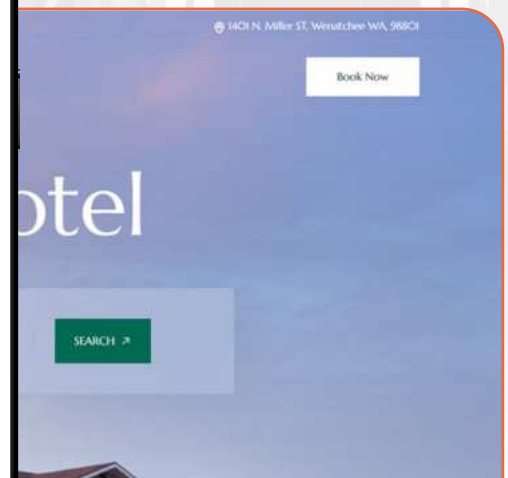 1401 N. Miller ST, Wenatchee WA, 98801
Book Now
otel
SEARCH ↗